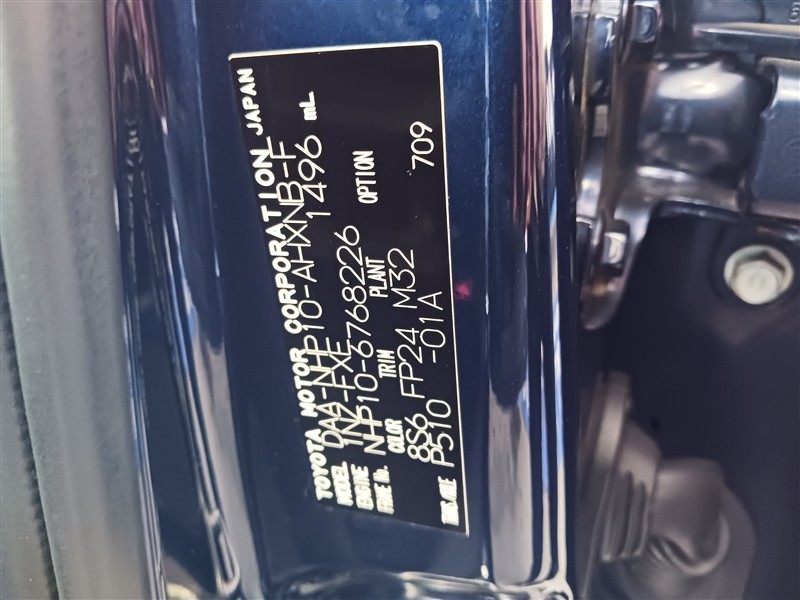 TOYOTA MOTOR CORPORATION JAPAN
MODEL DAA-NHP10-AHXNB-F
ENGINE 1NZ-FXE 1496 mL
FRAME No. NHP10-6768226
COLOR TRIM PLANT OPTION
8S6 FP24 M32 709
TRANS./AXLE P510 -01A